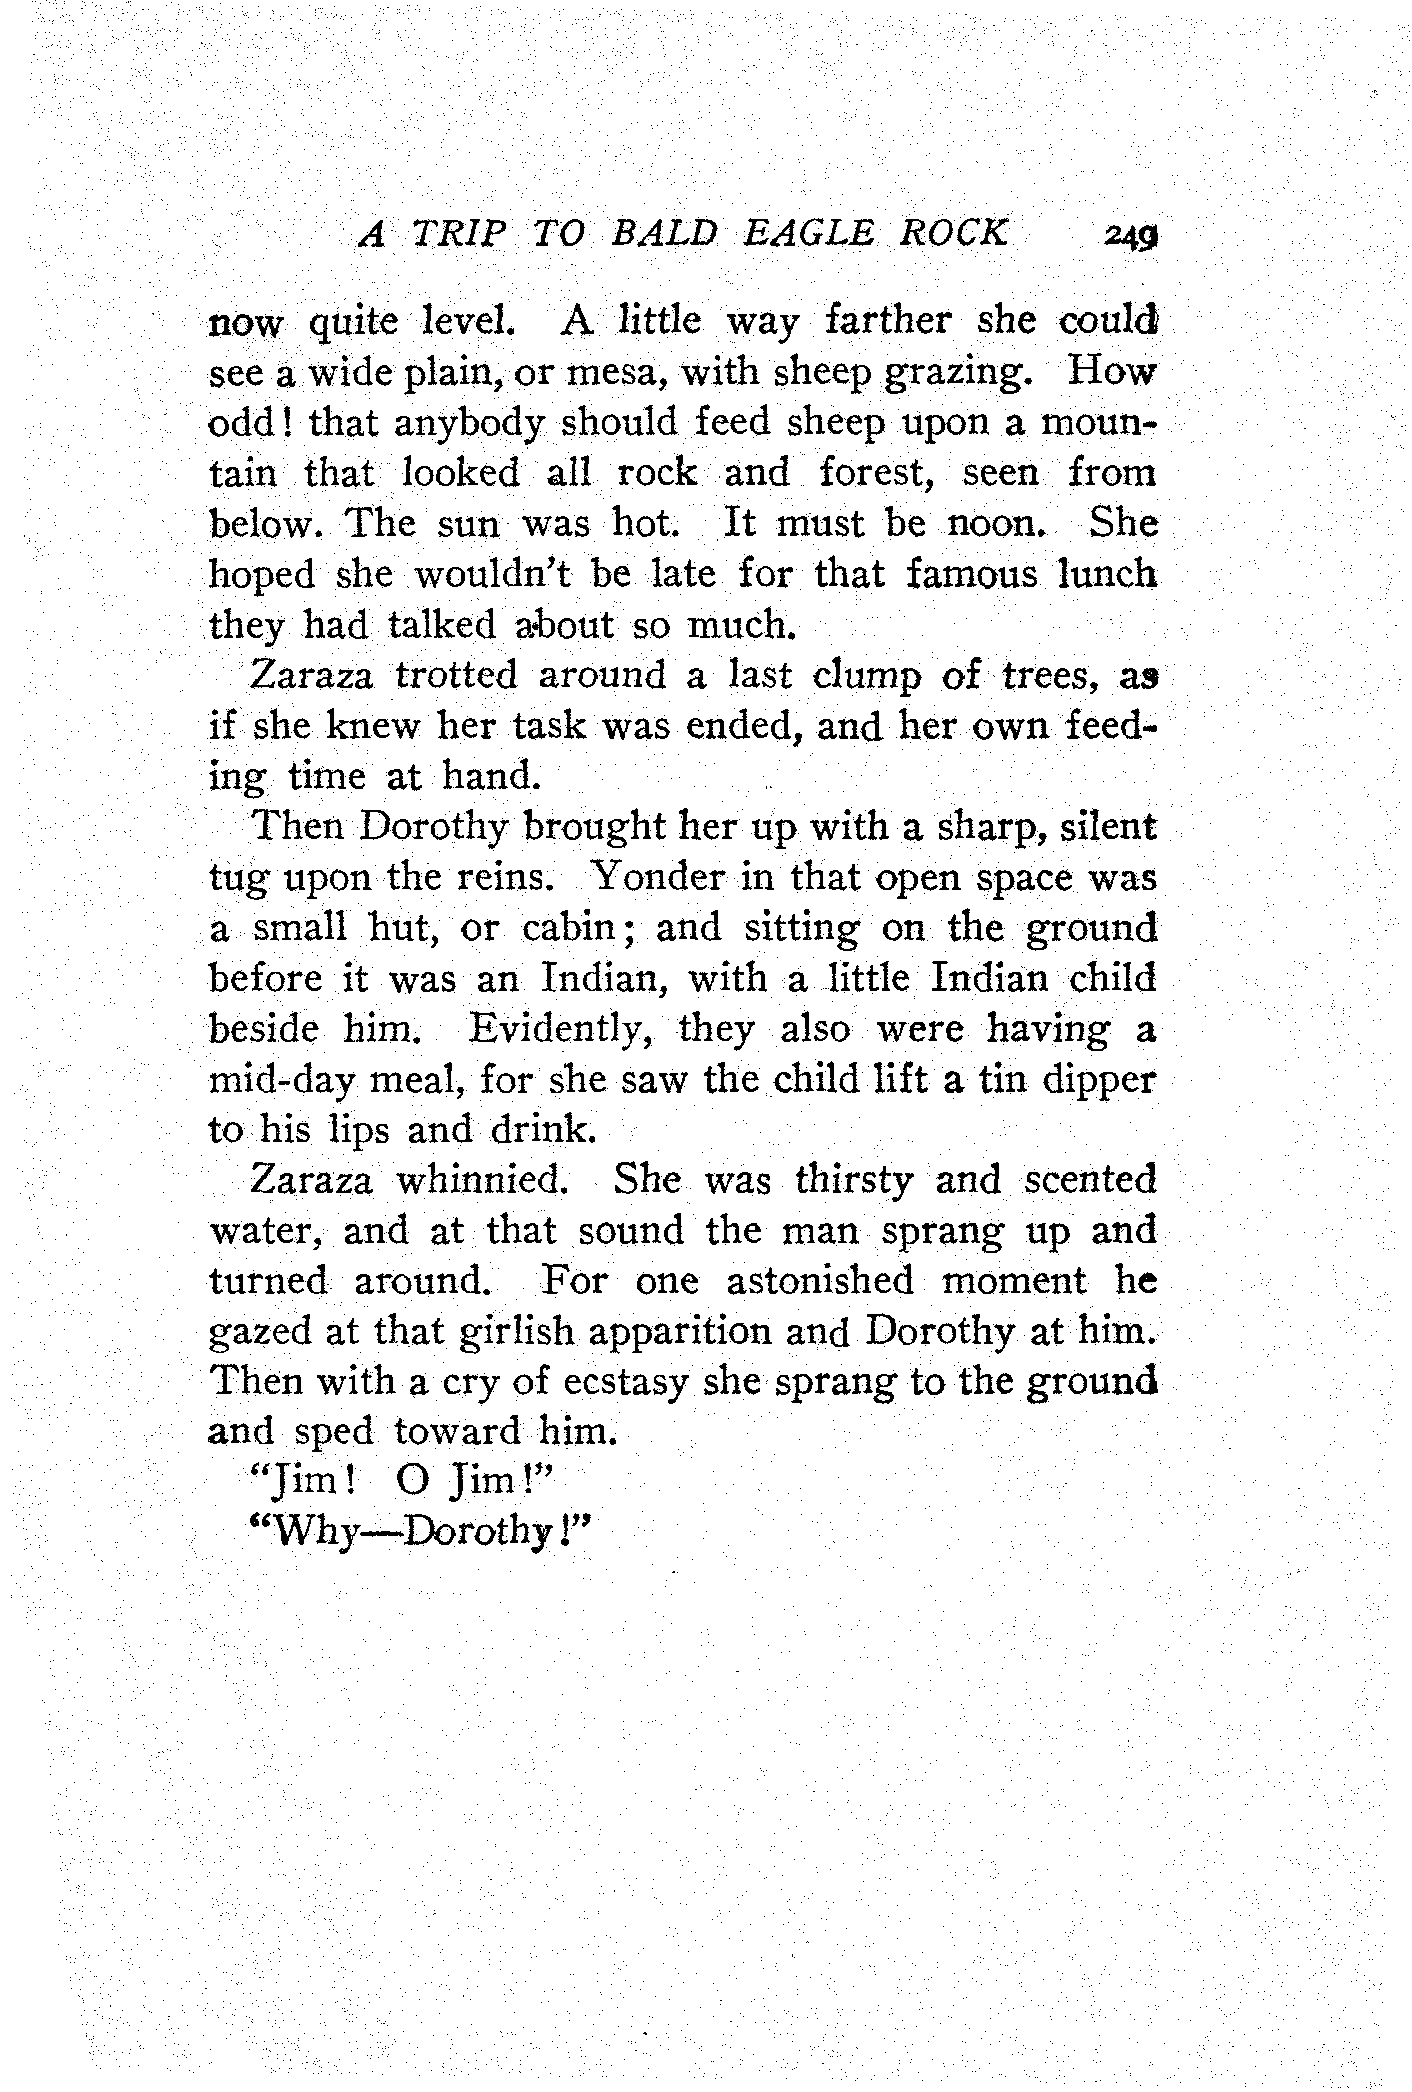 A TRIP TO BALD EAGLE ROCK 249
now quite level. A little way farther she could
see a wide plain, or mesa, with sheep grazing. How
odd! that anybody should feed sheep upon a moun-
tain that looked all rock and forest, seen from
below. The sun was hot. It must be noon. She
hoped she wouldn't be late for that famous lunch
they had talked about so much.
Zaraza trotted around a last clump of trees, as
if she knew her task was ended, and her own feed-
ing time at hand.
Then Dorothy brought her up with a sharp, silent
tug upon the reins. Yonder in that open space was
a small hut, or cabin; and sitting on the ground
before it was an Indian, with a little Indian child
beside him. Evidently, they also were having a
mid-day meal, for she saw the child lift a tin dipper
to his lips and drink.
Zaraza whinnied. She was thirsty and scented
water, and at that sound the man sprang up and
turned around. For one astonished moment he
gazed at that girlish apparition and Dorothy at him.
Then with a cry of ecstasy she sprang to the ground
and sped toward him.
"Jim! O Jim!"
"Why—Dorothy!"